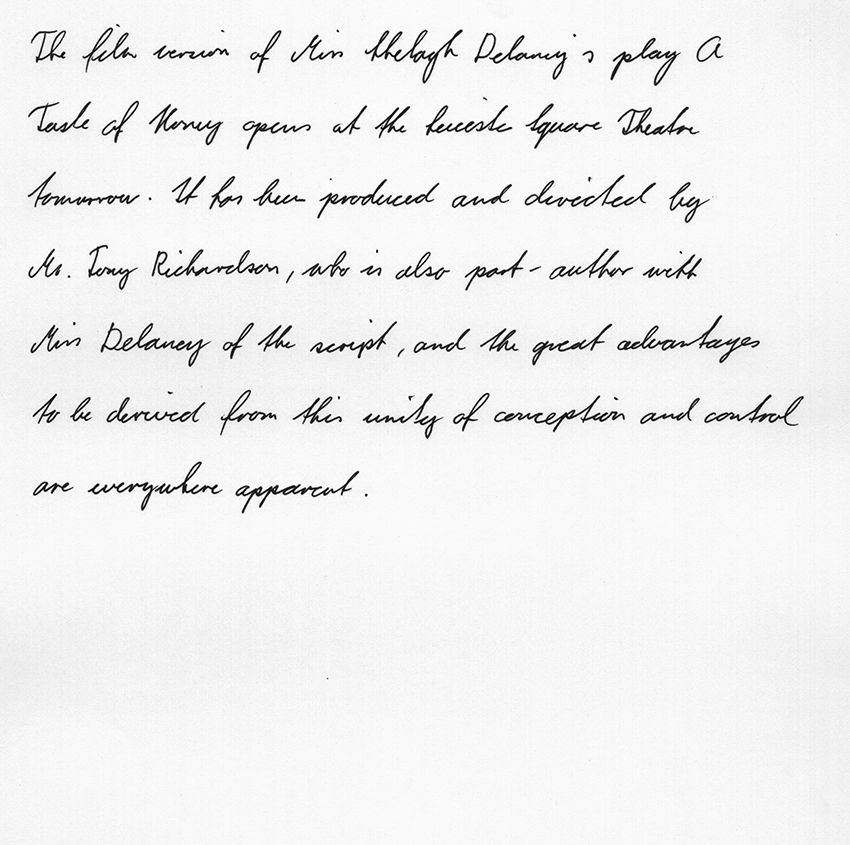 The film version of Miss Shelagh Delaney's play A
Taste of Honey opens at the Leicester Square Theatre
tomorrow. It has been produced and directed by
Mr. Tony Richardson, who is also part-author with
Miss Delaney of the script, and the great advantages
to be derived from this unity of conception and control
are everywhere apparent.